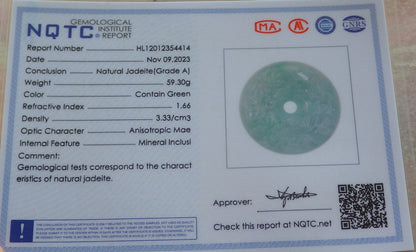 NQTC
GEMOLOGICAL
INSTITUTE
REPORT
MA
GNRS
Report Number HL12012354414
Date Nov 09.2023
Conclusion Natural Jadeite(Grade A)
Weight 59.30g
Color Contain Green
Refractive Index 1.66
Density 3.33/cm3
Optic Character Anisotropic Mae
Internal Feature Mineral Inclusi
Comment:
Gemological tests correspond to the charact
eristics of natural jadeite.
Approver:
Check this report at NQTC.net